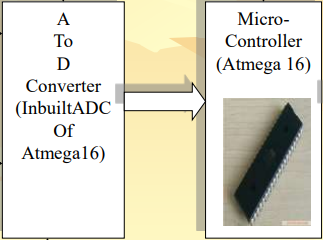 A
To
D
Converter
(InbuiltADC
Of
Atmega16)
Micro-
Controller
(Atmega 16)